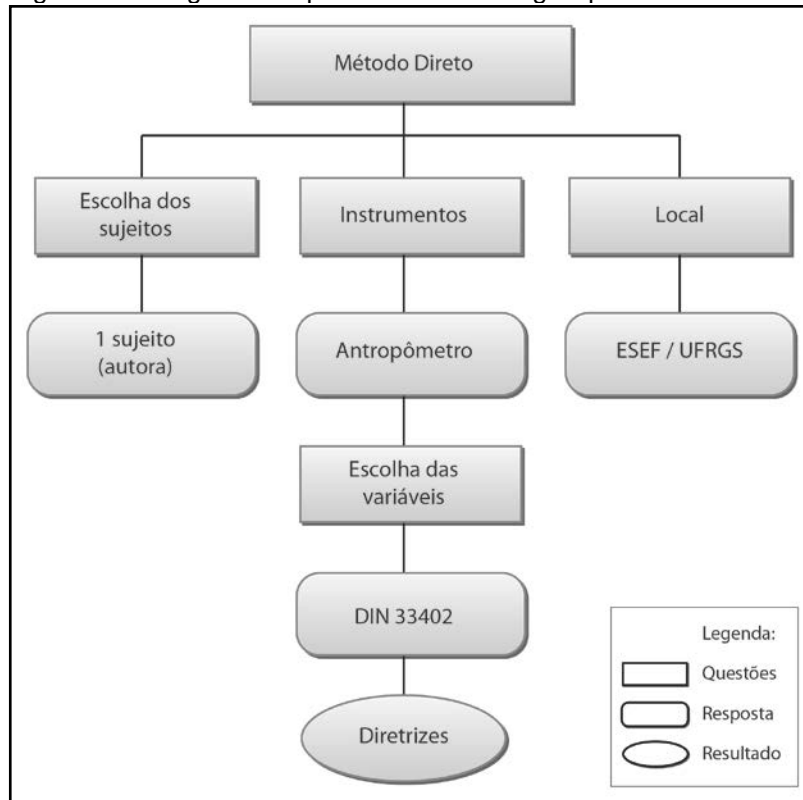 Método Direto
Escolha dos
sujeitos
Instrumentos
Local
1 sujeito
(autora)
Antropômetro
ESEF / UFRGS
Escolha das
variáveis
DIN 33402
Diretrizes
Legenda:
Questões
Resposta
Resultado